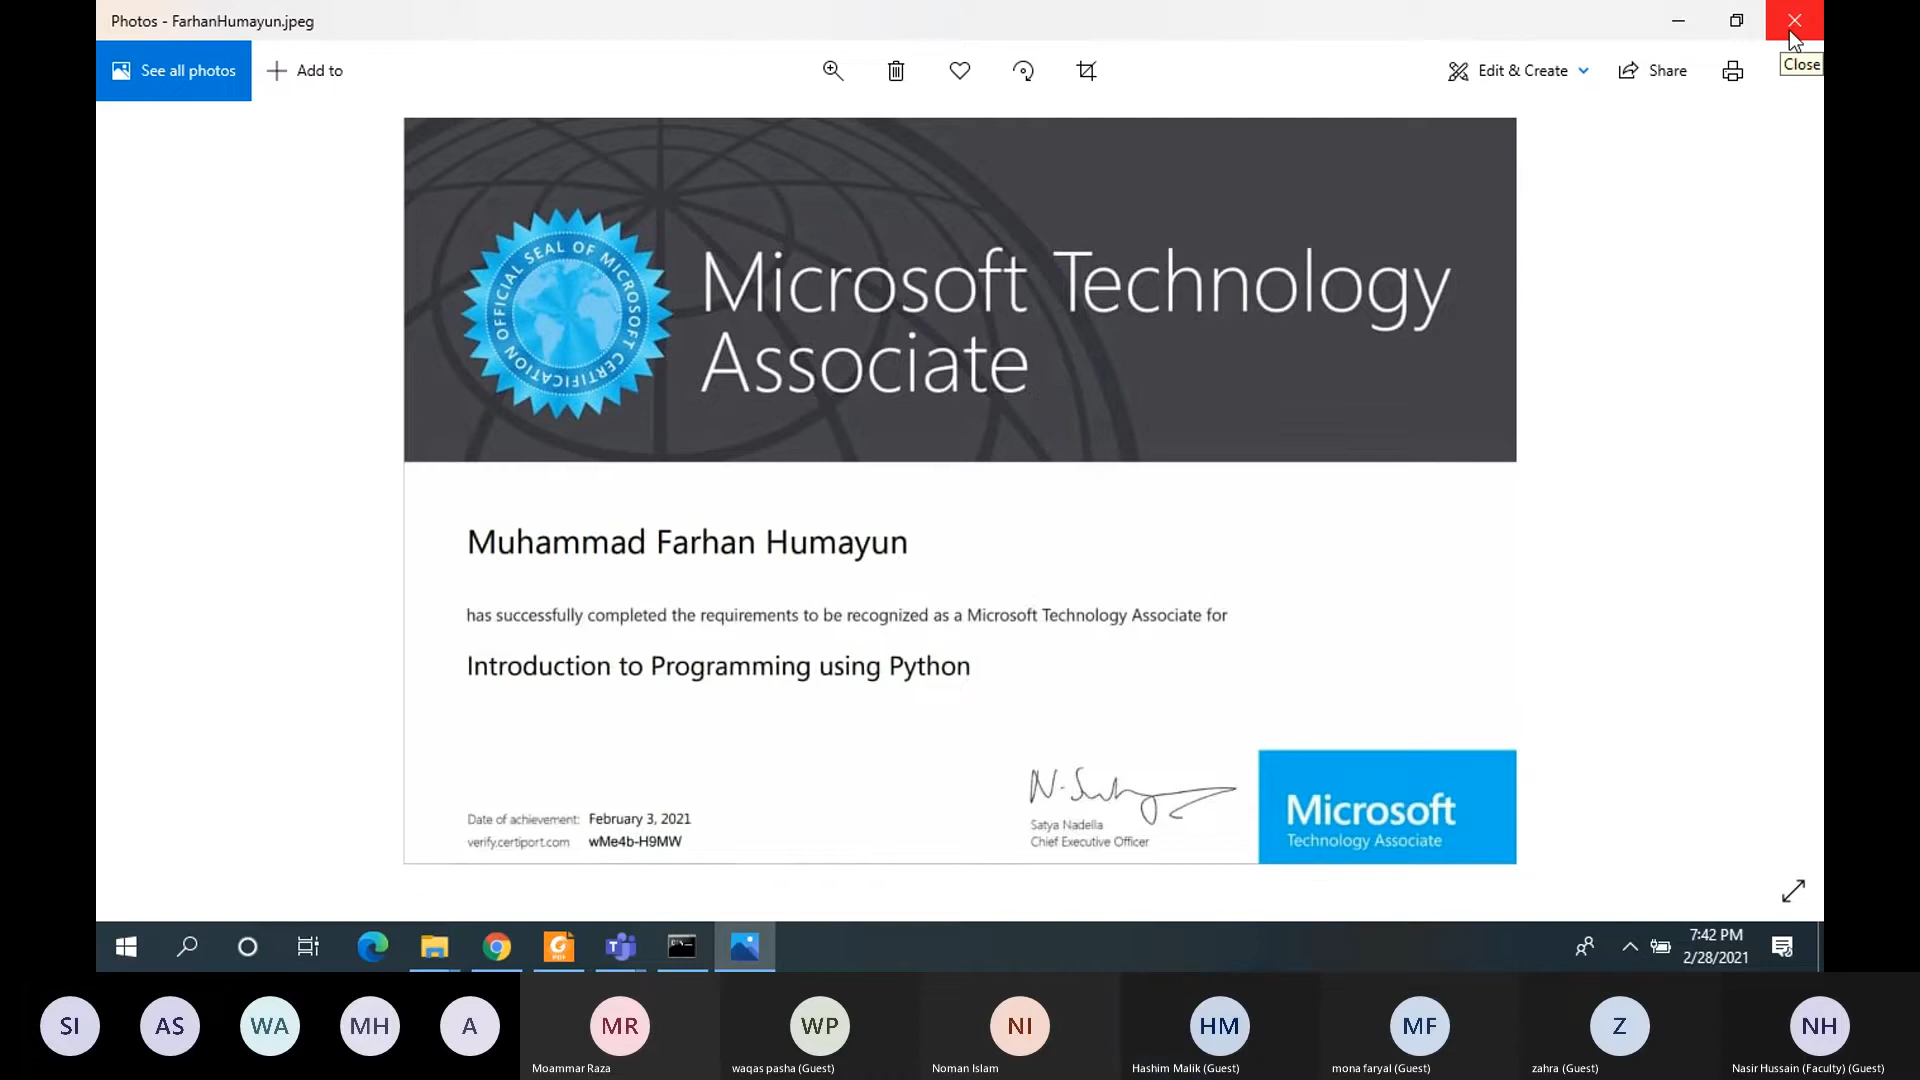 Photos - FarhanHumayun.jpeg
See all photos
Add to
Edit & Create
Share
Close
OFFICIAL SEAL OF MICROSOFT CERTIFICATION
Microsoft Technology
Associate
Muhammad Farhan Humayun
has successfully completed the requirements to be recognized as a Microsoft Technology Associate for
Introduction to Programming using Python
Date of achievement: February 3, 2021
verify.certiport.com wMe4b-H9MW
Satya Nadella
Chief Executive Officer
Microsoft
Technology Associate
7:42 PM
2/28/2021
SI
AS
WA
MH
A
MR
WP
NI
HM
MF
Z
NH
Moammar Raza
waqas pasha (Guest)
Noman Islam
Hashim Malik (Guest)
mona faryal (Guest)
zahra (Guest)
Nasir Hussain (Faculty) (Guest)